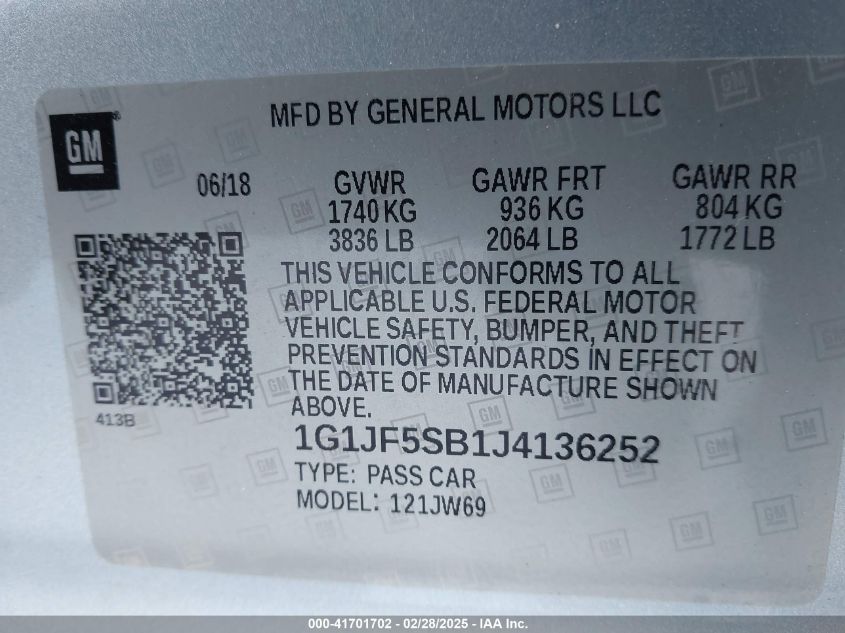 MFD BY GENERAL MOTORS LLC
GM
06/18
GVWR GAWR FRT GAWR RR
1740 KG 936 KG 804 KG
3836 LB 2064 LB 1772 LB
THIS VEHICLE CONFORMS TO ALL
APPLICABLE U.S. FEDERAL MOTOR
VEHICLE SAFETY, BUMPER, AND THEFT
PREVENTION STANDARDS IN EFFECT ON
THE DATE OF MANUFACTURE SHOWN
ABOVE.
413B
1G1JF5SB1J4136252
TYPE: PASS CAR
MODEL: 121JW69
000-41701702 - 02/28/2025 - IAA Inc.